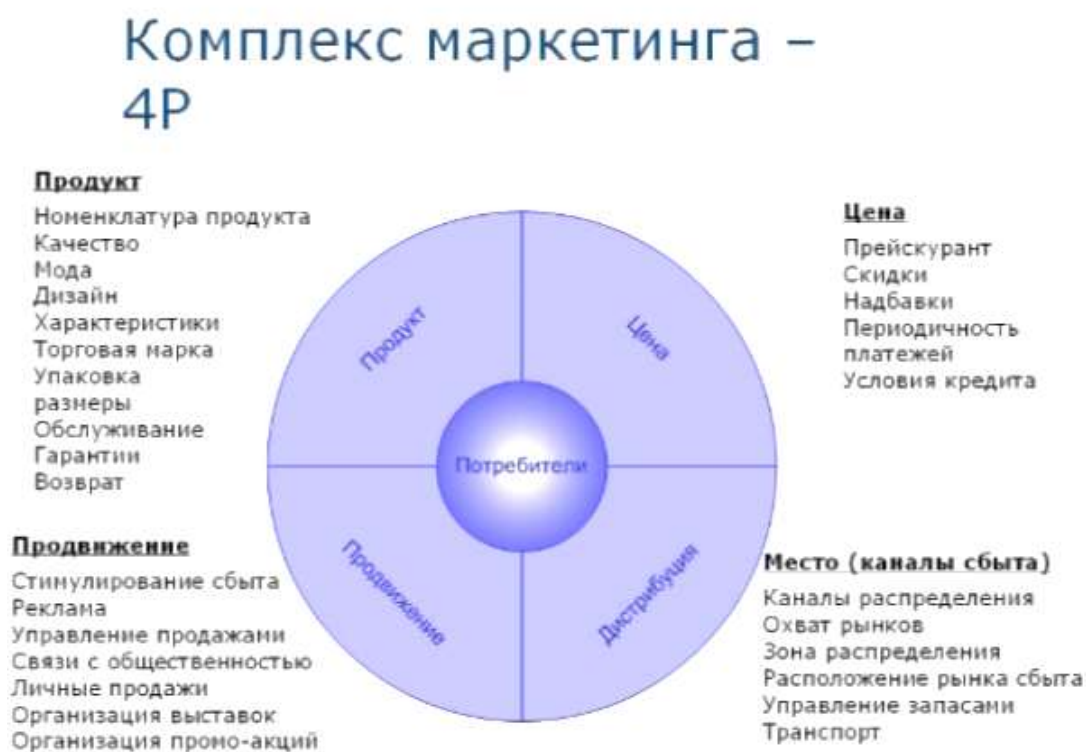 Комплекс маркетинга –
4P
Продукт
Номенклатура продукта
Качество
Мода
Дизайн
Характеристики
Торговая марка
Упаковка
размеры
Обслуживание
Гарантии
Возврат
Цена
Прейскурант
Скидки
Надбавки
Периодичность
платежей
Условия кредита
Продукт
Цена
Потребители
Продвижение
Дистрибуция
Продвижение
Стимулирование сбыта
Реклама
Управление продажами
Связи с общественностью
Личные продажи
Организация выставок
Организация промо-акций
Место (каналы сбыта)
Каналы распределения
Охват рынков
Зона распределения
Расположение рынка сбыта
Управление запасами
Транспорт